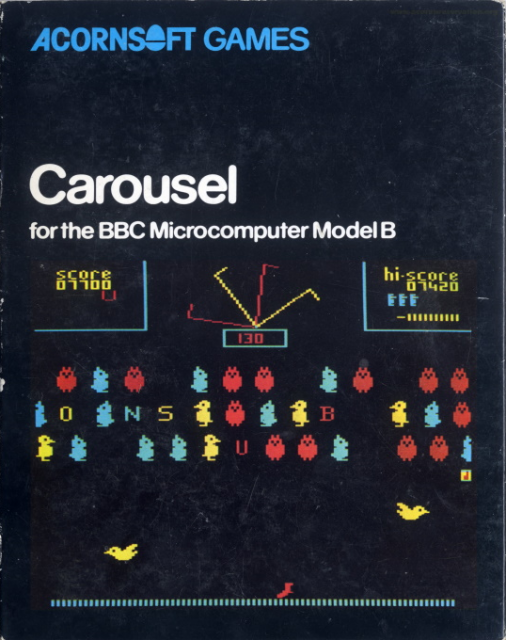 ACORNSOFT GAMES
Carousel
for the BBC Microcomputer Model B
score
07700
U
hi-score
07420
130
O N S B
U